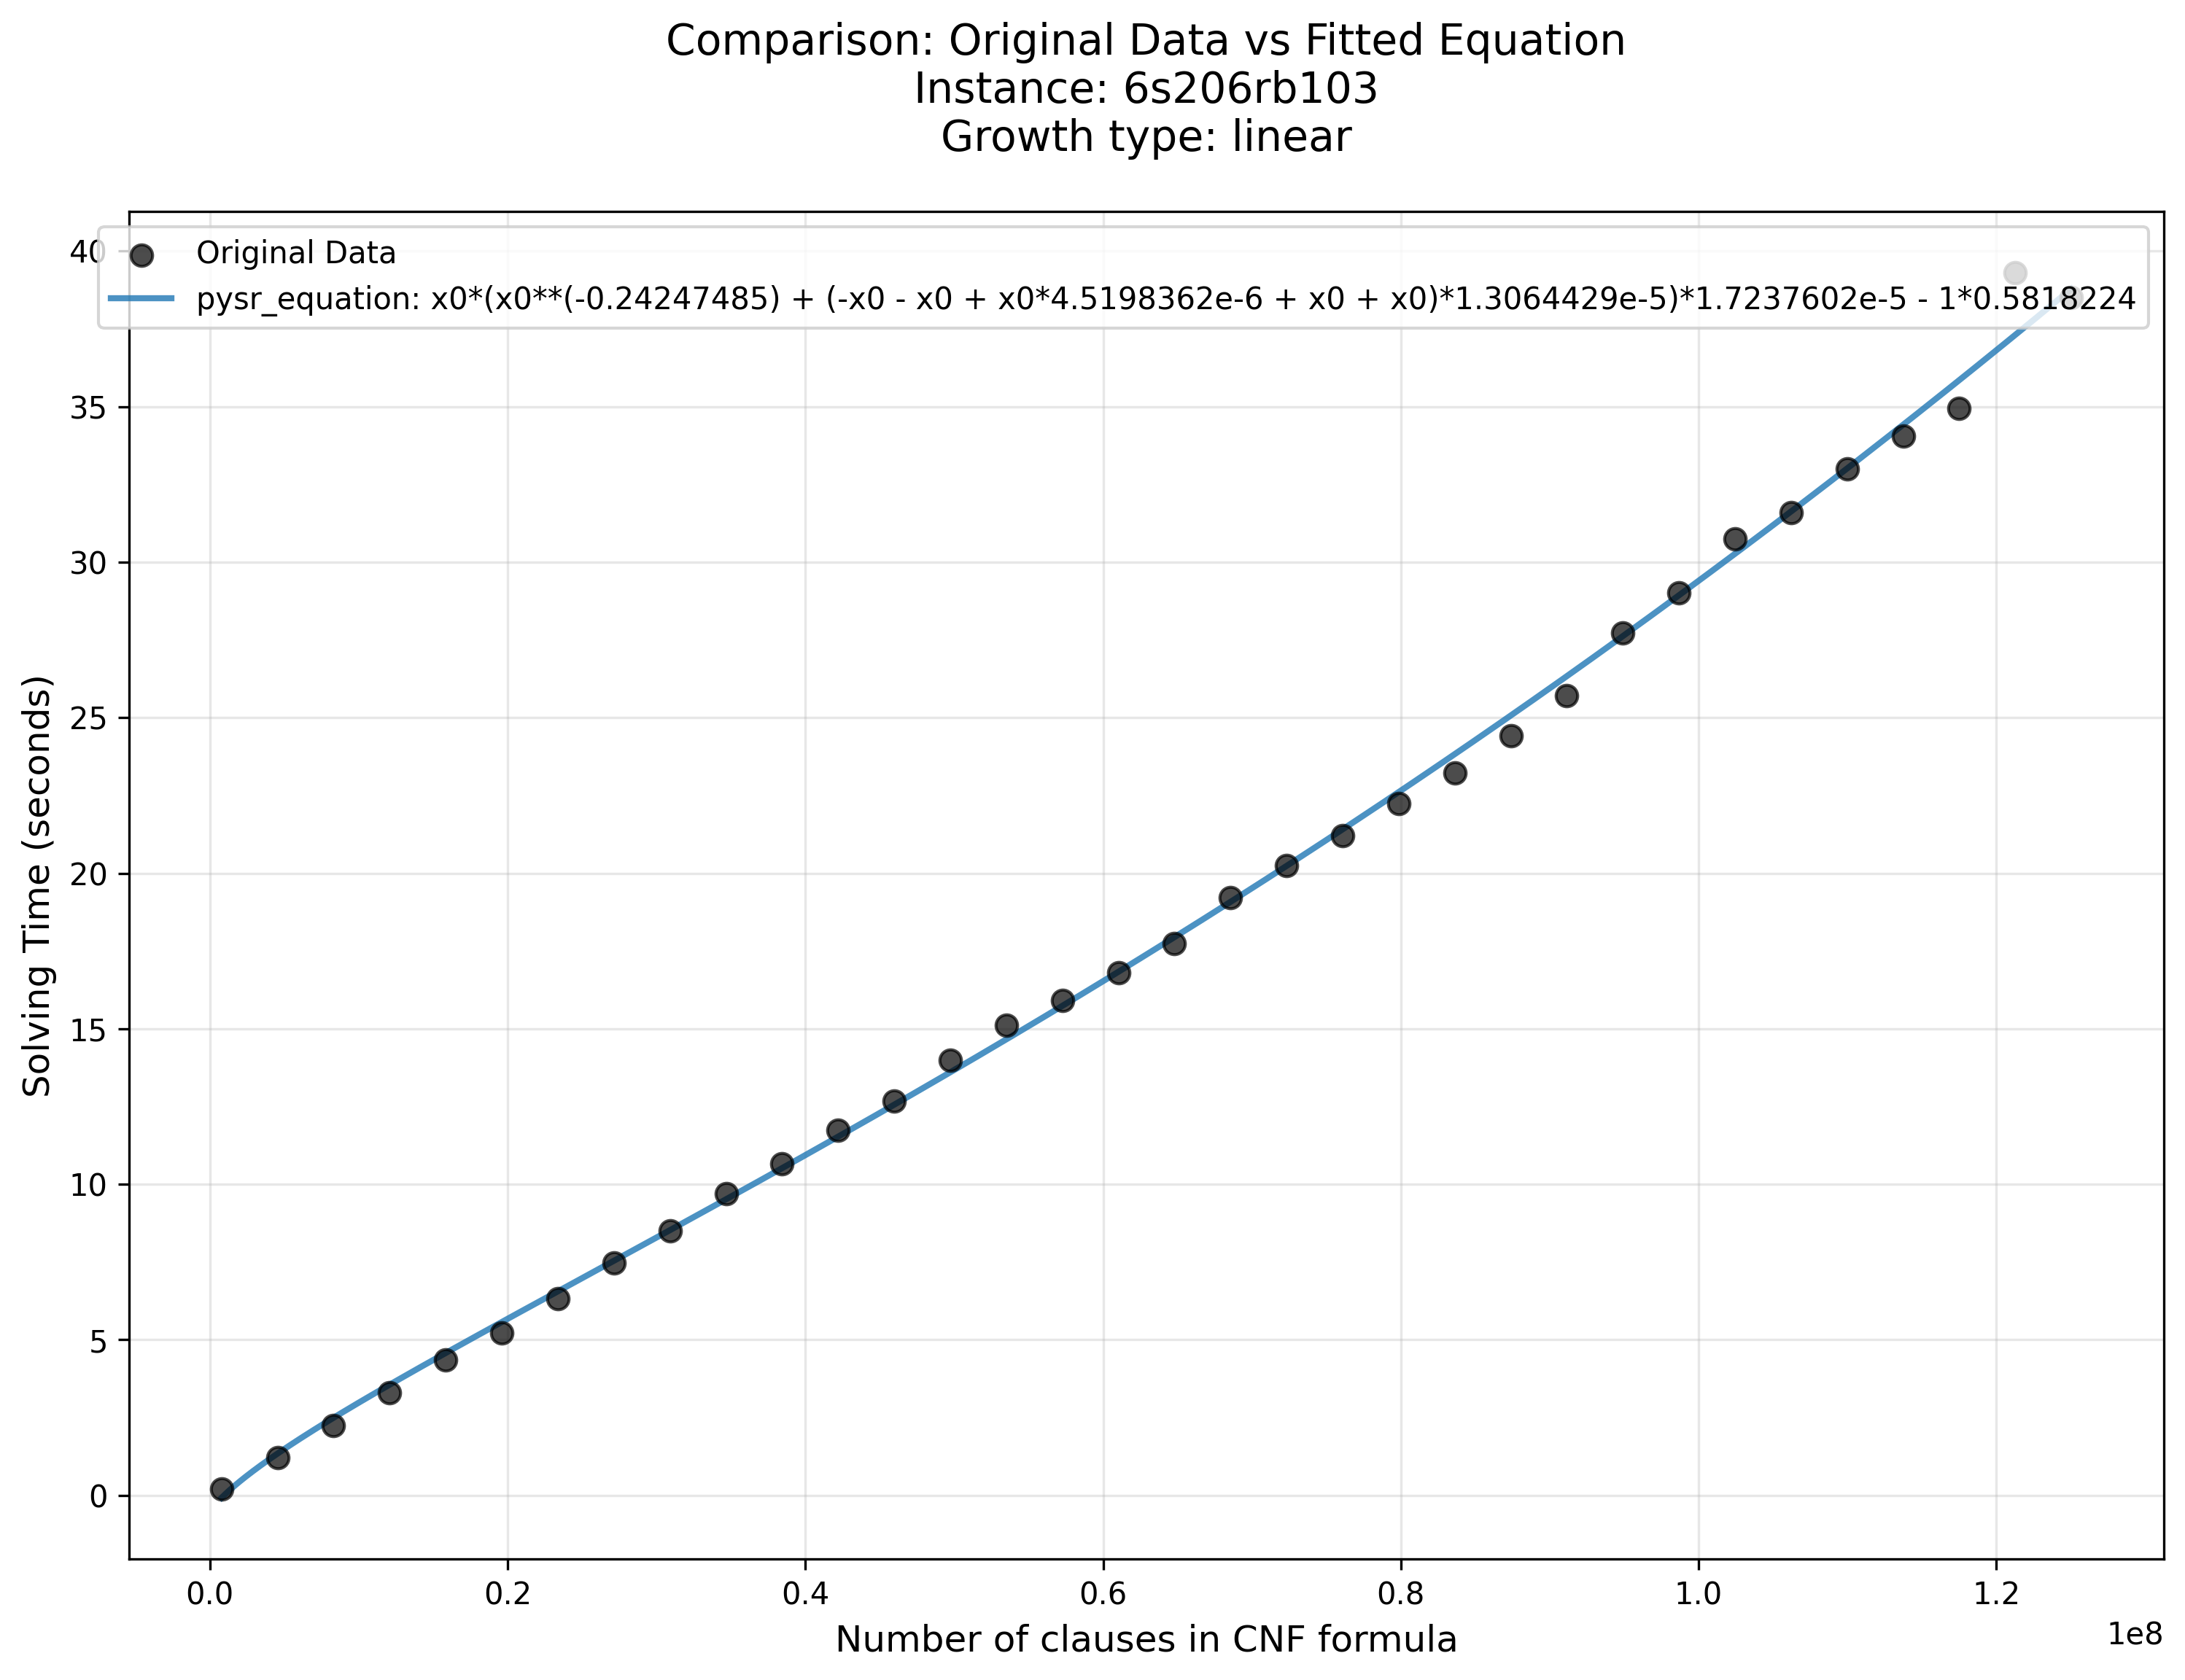 Comparison: Original Data vs Fitted Equation
Instance: 6s206rb103
Growth type: linear
Original Data
pysr_equation: x0*(x0**(-0.24247485) + (-x0 - x0 + x0*4.5198362e-6 + x0 + x0)*1.3064429e-5)*1.7237602e-5 - 1*0.5818224
40
35
30
25
20
15
10
5
0
Solving Time (seconds)
0.0 0.2 0.4 0.6 0.8 1.0 1.2
1e8
Number of clauses in CNF formula